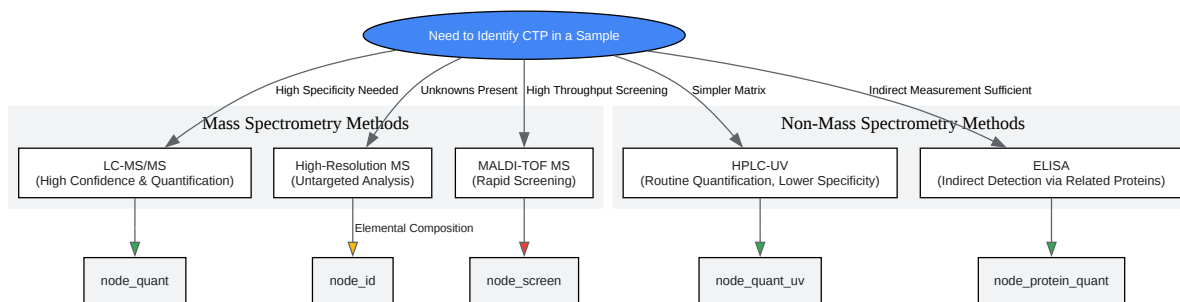 Need to Identify CTP in a Sample
High Specificity Needed
Unknowns Present
High Throughput Screening
Simpler Matrix
Indirect Measurement Sufficient
Mass Spectrometry Methods
Non-Mass Spectrometry Methods
LC-MS/MS
(High Confidence & Quantification)
High-Resolution MS
(Untargeted Analysis)
MALDI-TOF MS
(Rapid Screening)
HPLC-UV
(Routine Quantification, Lower Specificity)
ELISA
(Indirect Detection via Related Proteins)
Elemental Composition
node_quant
node_id
node_screen
node_quant_uv
node_protein_quant